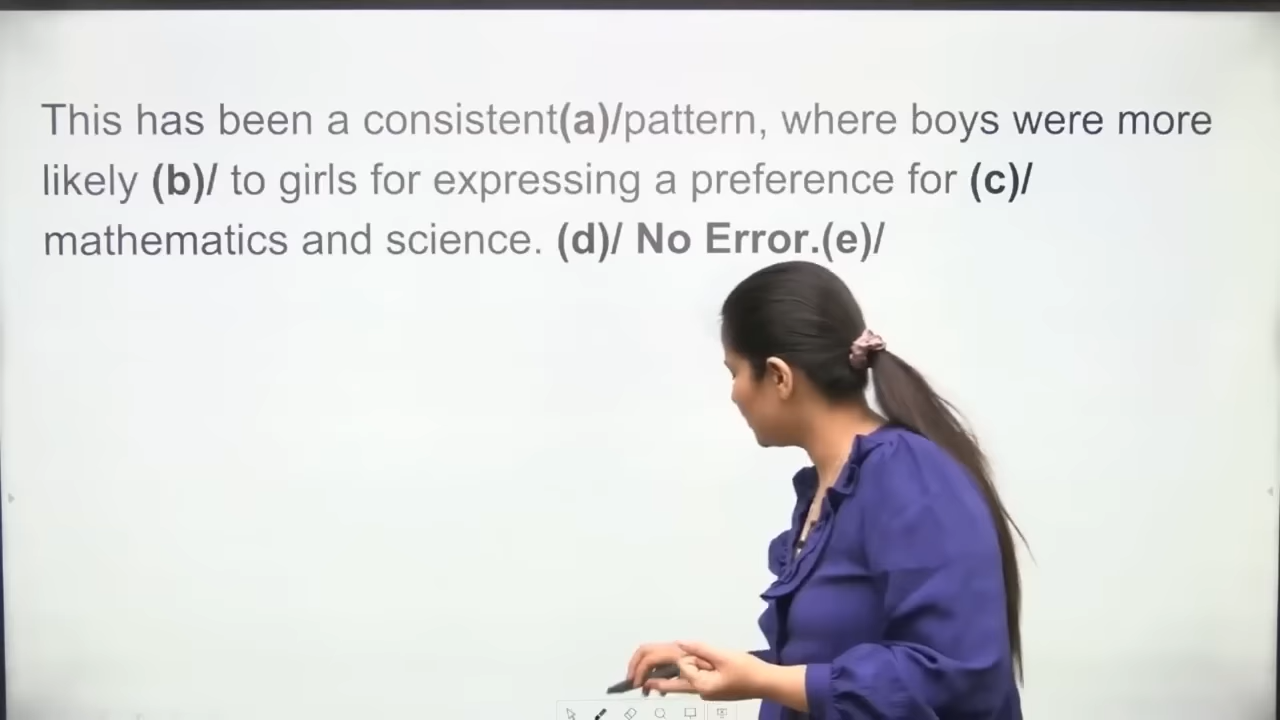 This has been a consistent(a)/pattern, where boys were more
likely (b)/ to girls for expressing a preference for (c)/
mathematics and science. (d)/ No Error.(e)/